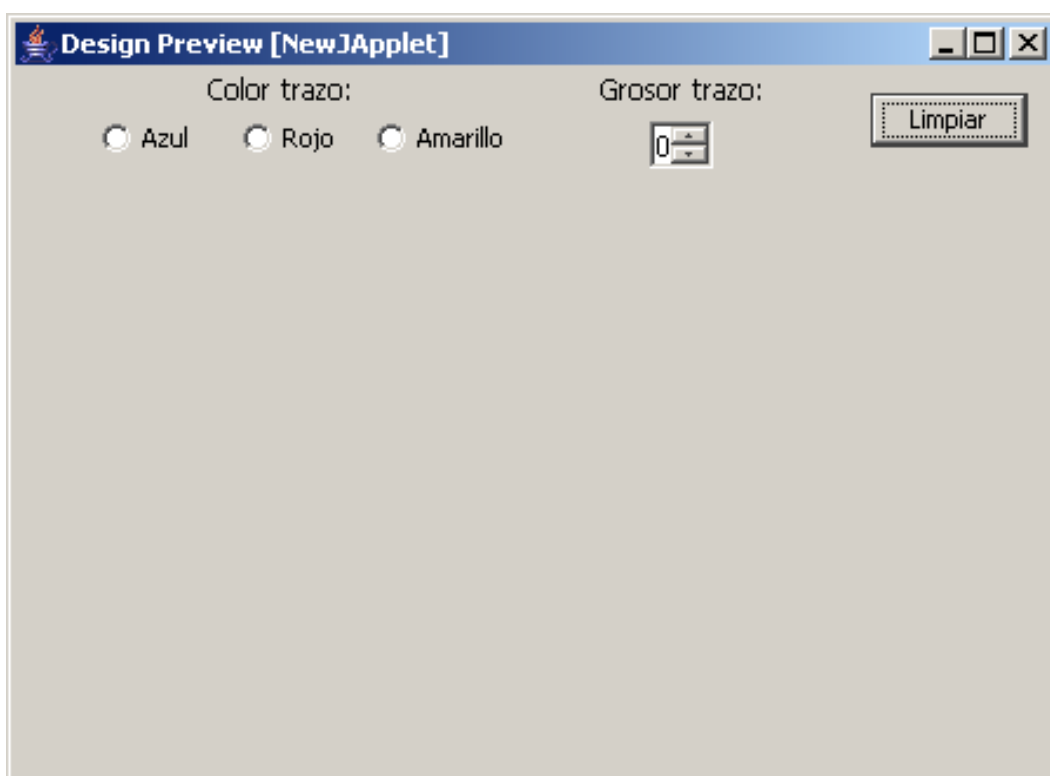 Design Preview [NewJApplet]
Color trazo:
Grosor trazo:
Limpiar
Azul
Rojo
Amarillo
0